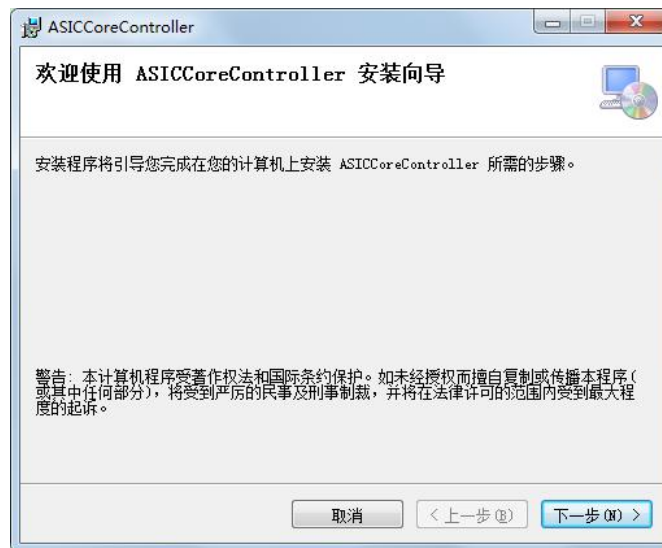 ASICCoreController
欢迎使用 ASICCoreController 安装向导
安装程序将引导您完成在您的计算机上安装 ASICCoreController 所需的步骤。
警告: 本计算机程序受著作权法和国际条约保护。如未经授权而擅自复制或传播本程序(
或其中任何部分)，将受到严厉的民事及刑事制裁，并将在法律许可的范围内受到最大程
度的起诉。
取消 <上一步(B) 下一步(N) >